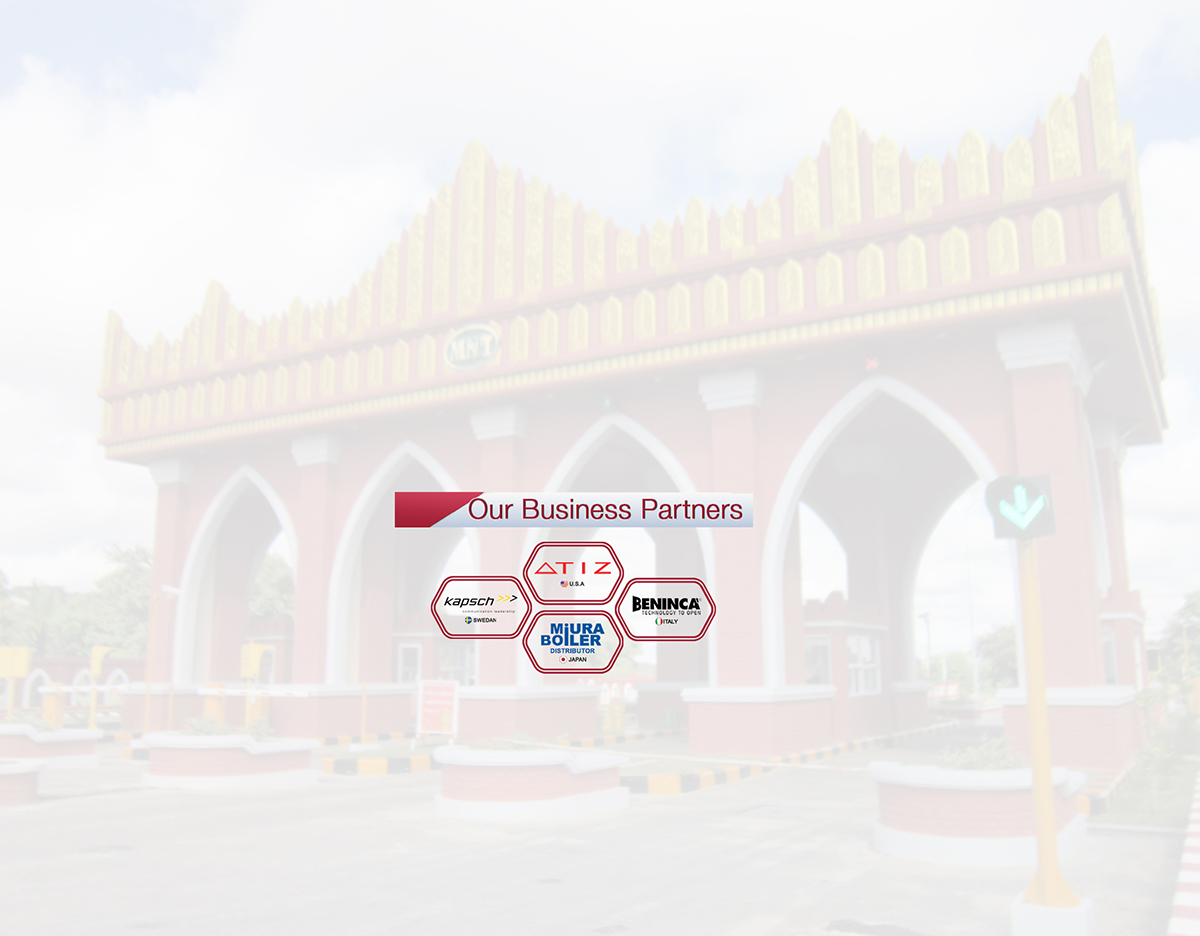 MNT
Our Business Partners
ATIZ
U.S.A
kapsch >>>
communication leadership
SWEDAN
BENINCA®
TECHNOLOGY TO OPEN
ITALY
MiURA
BOILER
DISTRIBUTOR
JAPAN